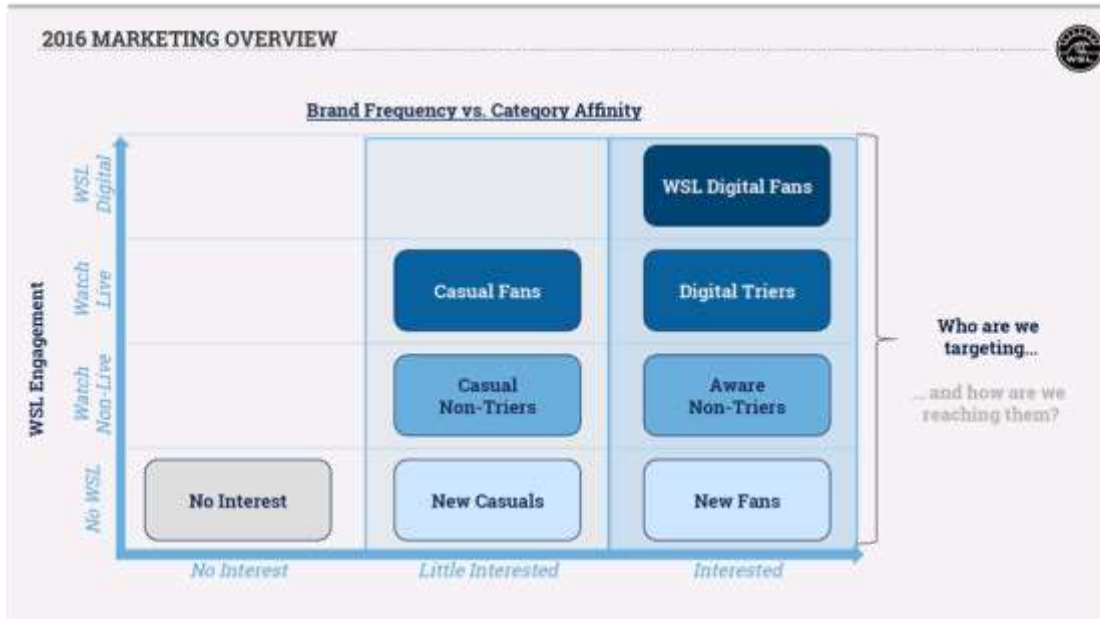 2016 MARKETING OVERVIEW
WSL
Brand Frequency vs. Category Affinity
WSL Engagement
WSL
Digital
WSL Digital Fans
Watch
Live
Casual Fans
Digital Triers
Watch
Non-Live
Casual
Non-Triers
Aware
Non-Triers
No WSL
No Interest
New Casuals
New Fans
No Interest
Little Interested
Interested
Who are we
targeting...
... and how are we
reaching them?